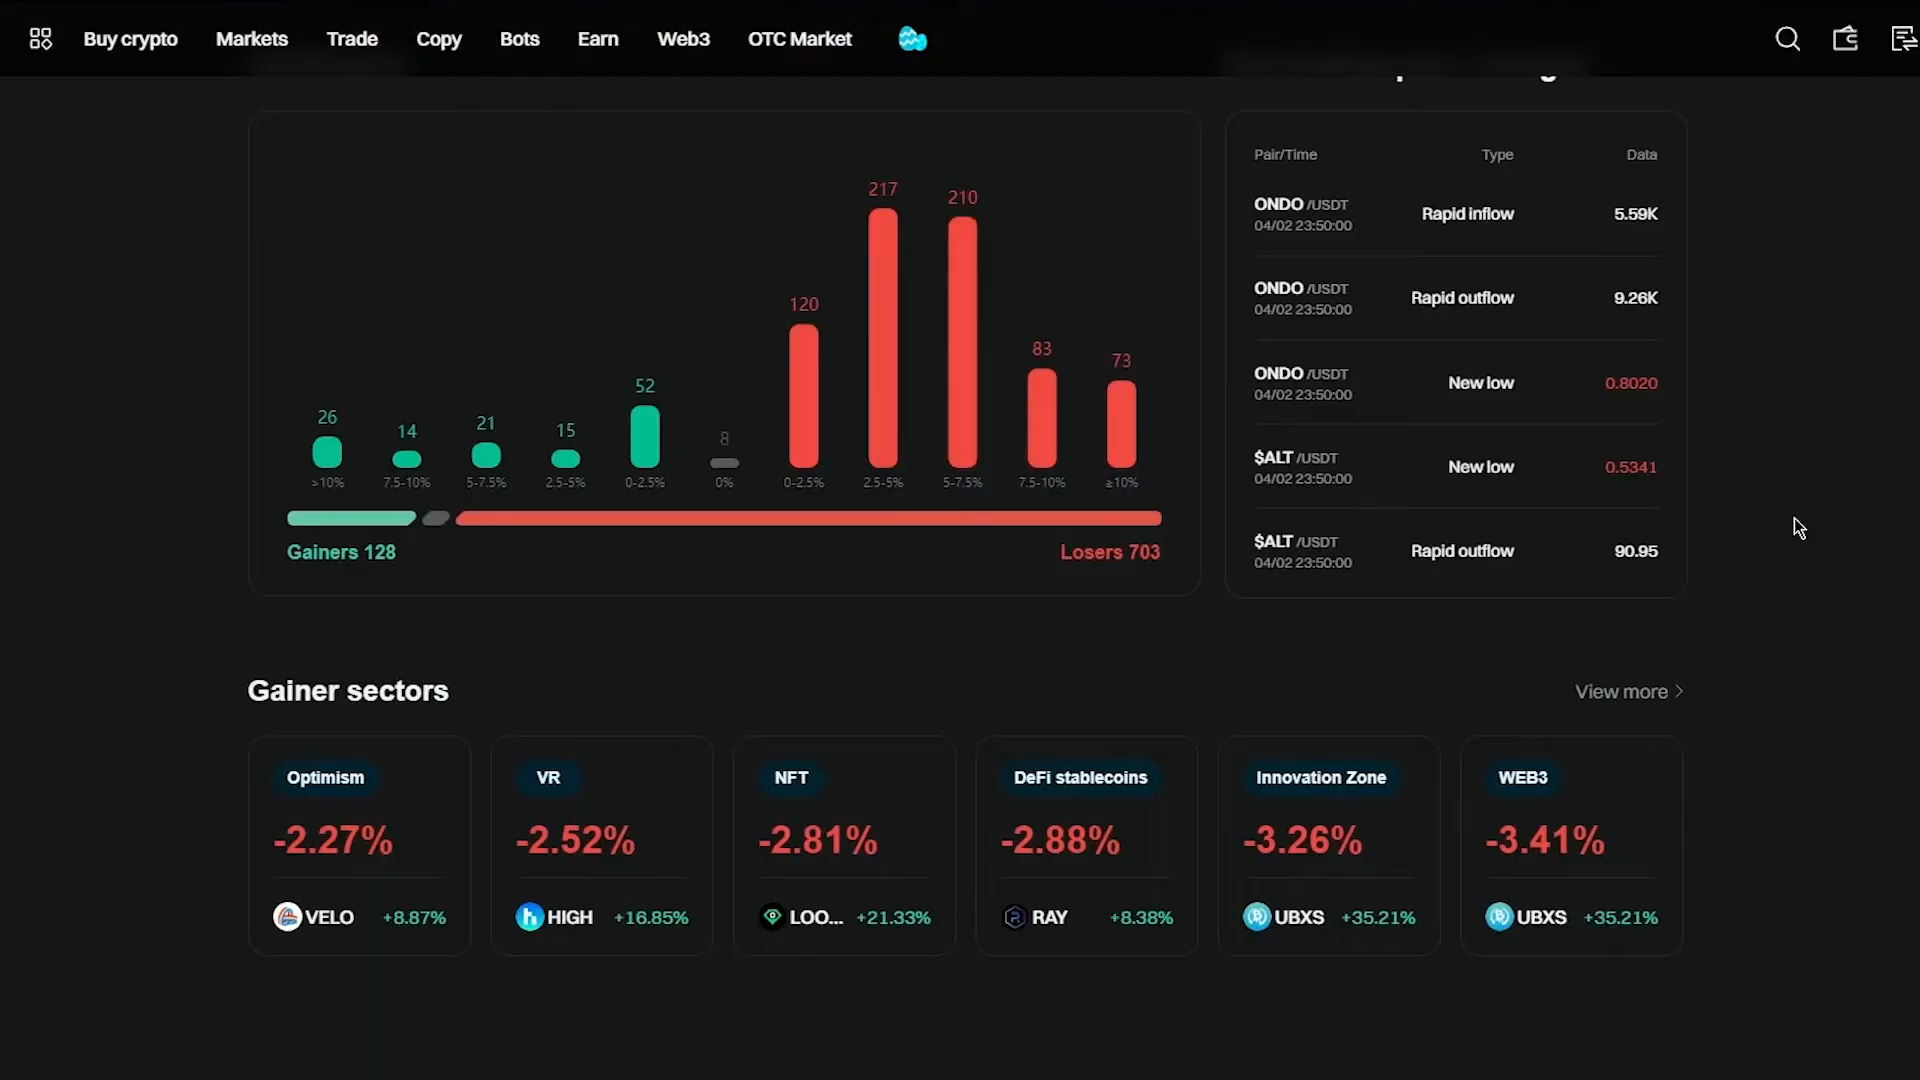 Buy crypto Markets Trade Copy Bots Earn Web3 OTC Market
217
210
120
83
73
52
26
14
21
15
8
>10% 7.5-10% 5-7.5% 2.5-5% 0-2.5% 0% 0-2.5% 2.5-5% 5-7.5% 7.5-10% ≥10%
Gainers 128
Losers 703
Pair/Time Type Data
ONDO /USDT Rapid inflow 5.59K
04/02 23:50:00
ONDO /USDT Rapid outflow 9.26K
04/02 23:50:00
ONDO /USDT New low 0.8020
04/02 23:50:00
$ALT /USDT New low 0.5341
04/02 23:50:00
$ALT /USDT Rapid outflow 90.95
04/02 23:50:00
Gainer sectors
View more
Optimism
-2.27%
VELO +8.87%
VR
-2.52%
HIGH +16.85%
NFT
-2.81%
LOO... +21.33%
DeFi stablecoins
-2.88%
RAY +8.38%
Innovation Zone
-3.26%
UBXS +35.21%
WEB3
-3.41%
UBXS +35.21%